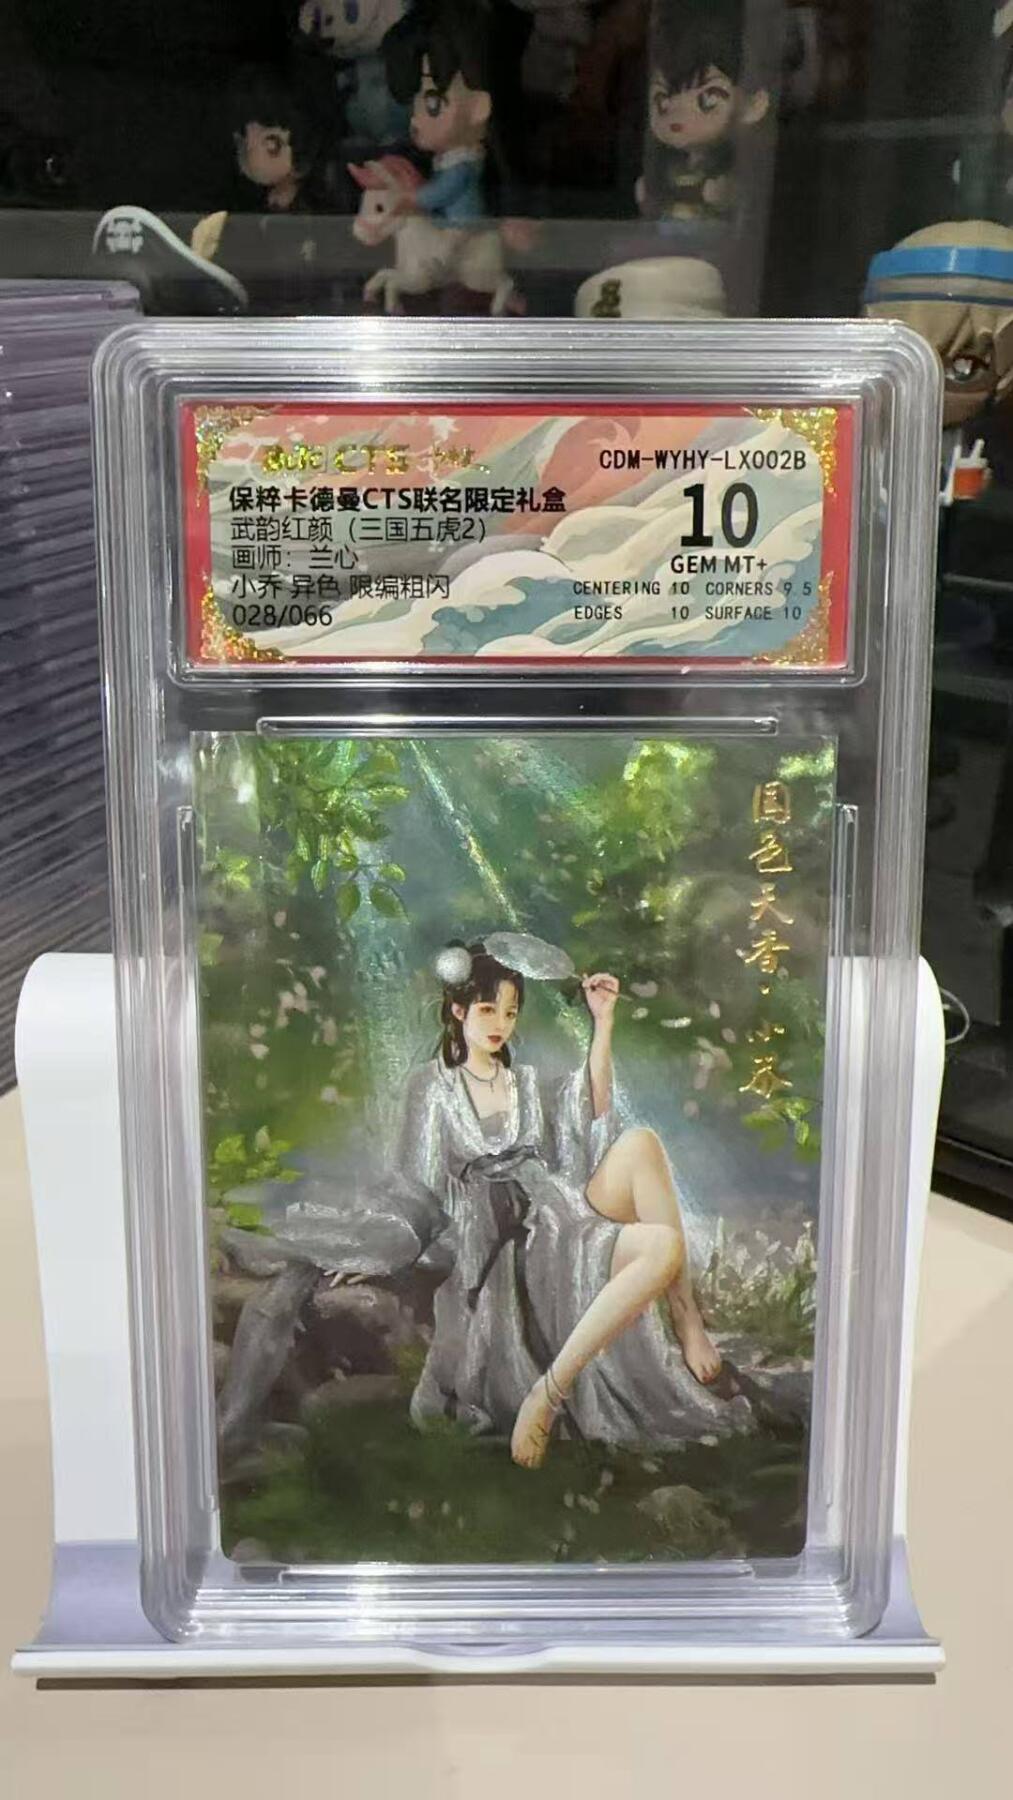 CTS
CDM-WYHY-LX002B
保粹卡德曼CTS联名限定礼盒
武韵红颜（三国五虎2）
画师：兰心
小乔 异色 限编粗闪
028/066
10
GEM MT+
CENTERING 10 CORNERS 9.5
EDGES 10 SURFACE 10
国色天香·小乔